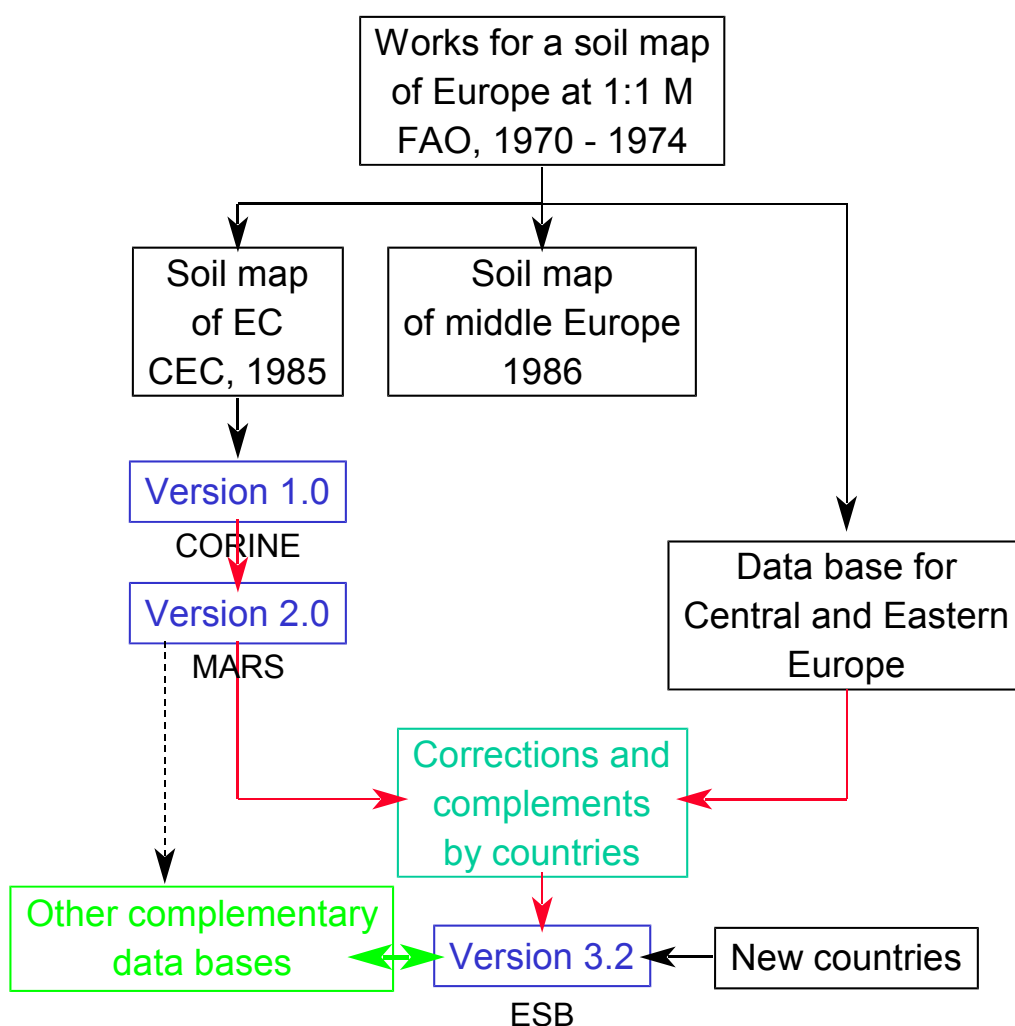 Works for a soil map
of Europe at 1:1 M
FAO, 1970 - 1974
Soil map
of EC
CEC, 1985
Soil map
of middle Europe
1986
Version 1.0
CORINE
Version 2.0
MARS
Data base for
Central and Eastern
Europe
Corrections and
complements
by countries
Other complementary
data bases
Version 3.2
ESB
New countries